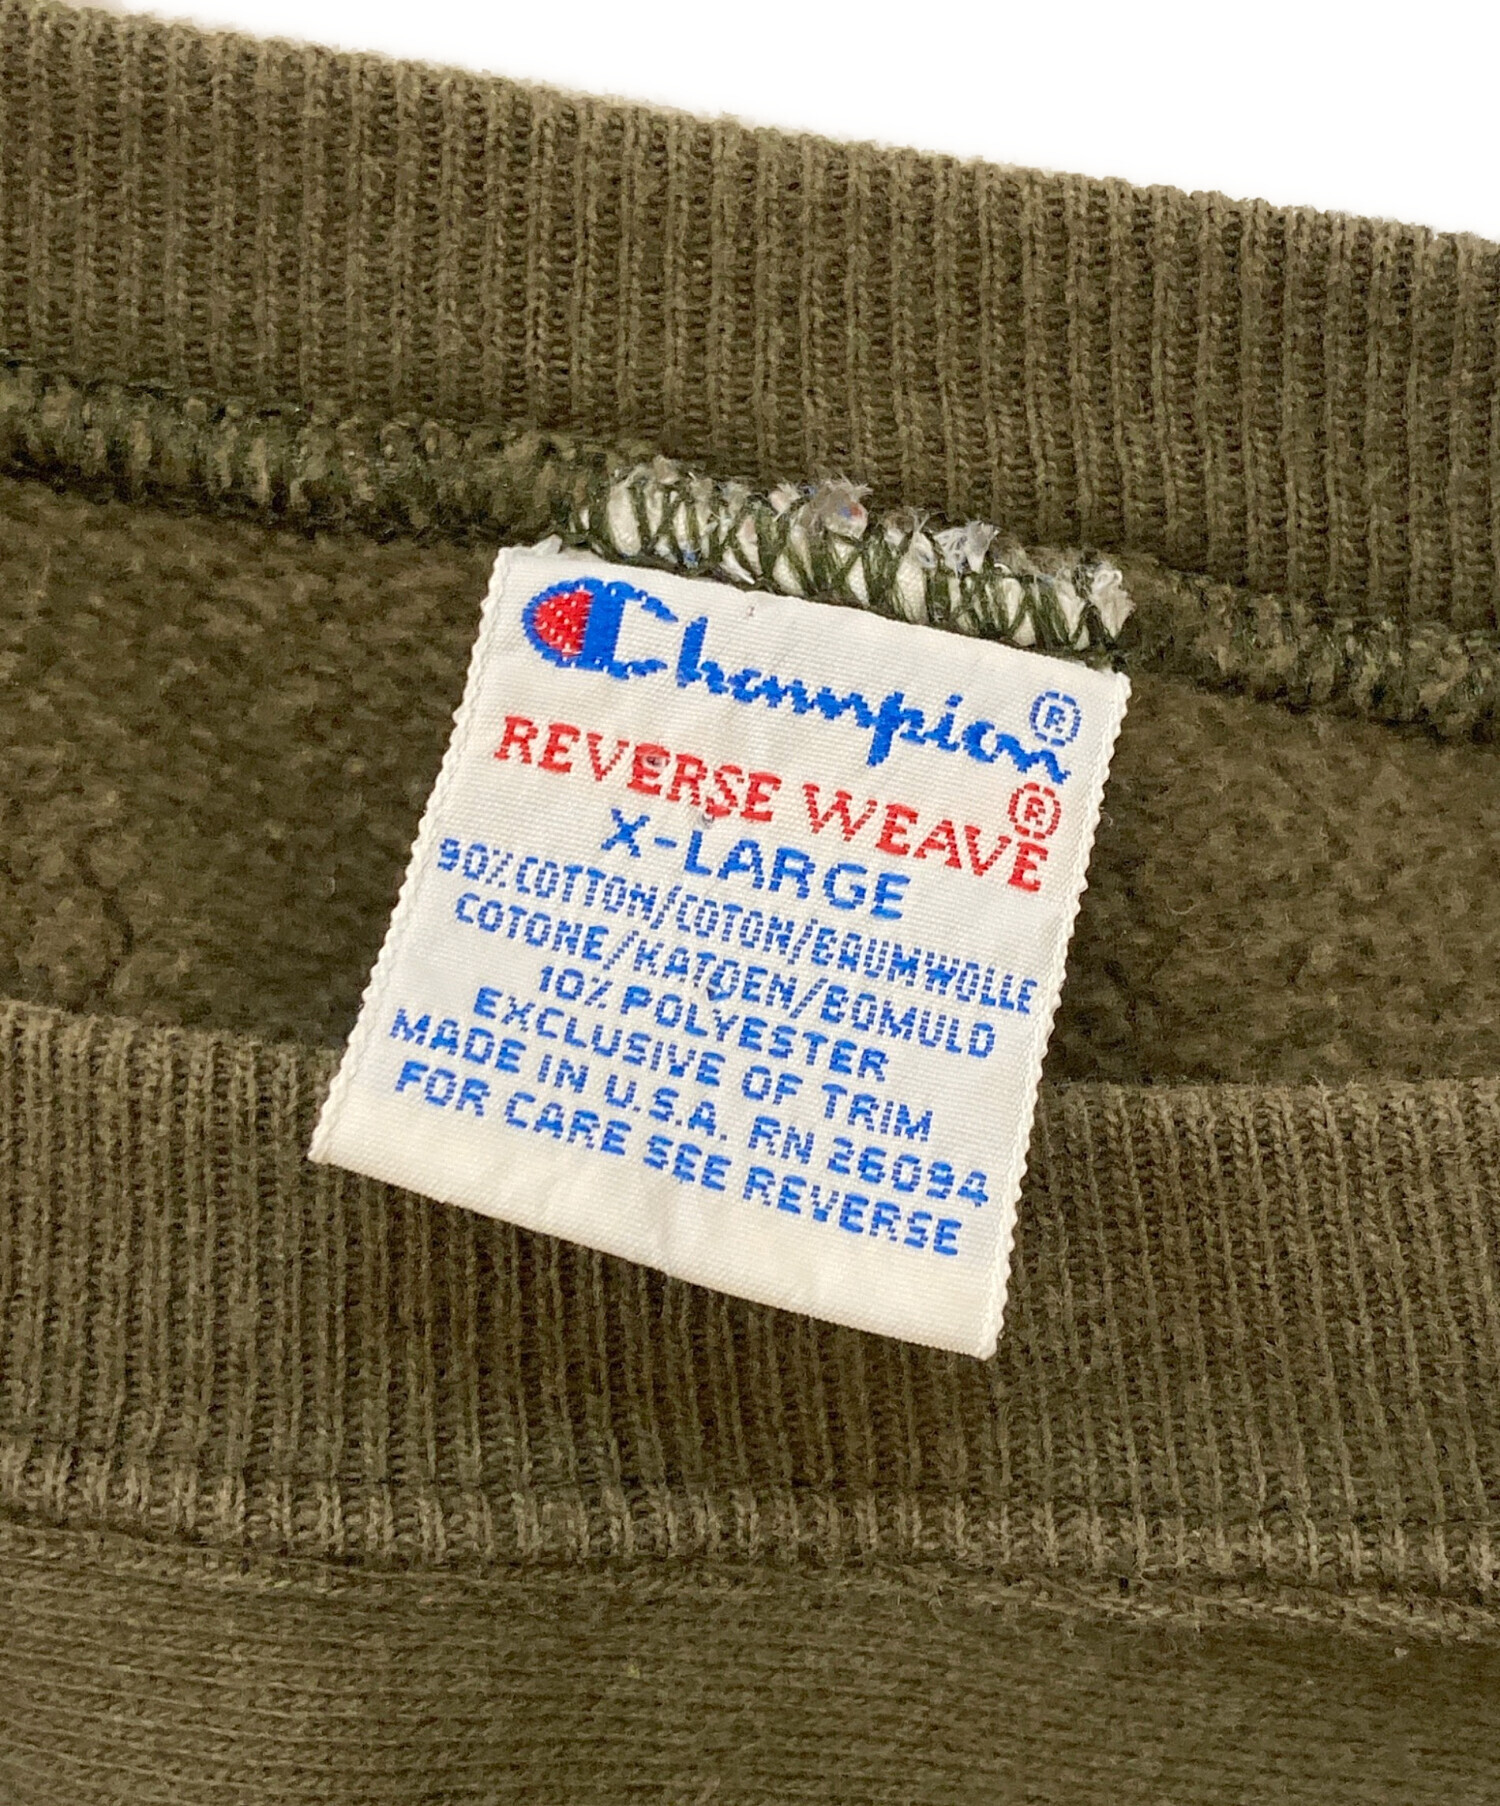 Champion®
REVERSE WEAVE®
X-LARGE
90% COTTON/COTON/BAUMWOLLE
COTONE/KATOEN/BOMULD
10% POLYESTER
EXCLUSIVE OF TRIM
MADE IN U.S.A. RN 26094
FOR CARE SEE REVERSE